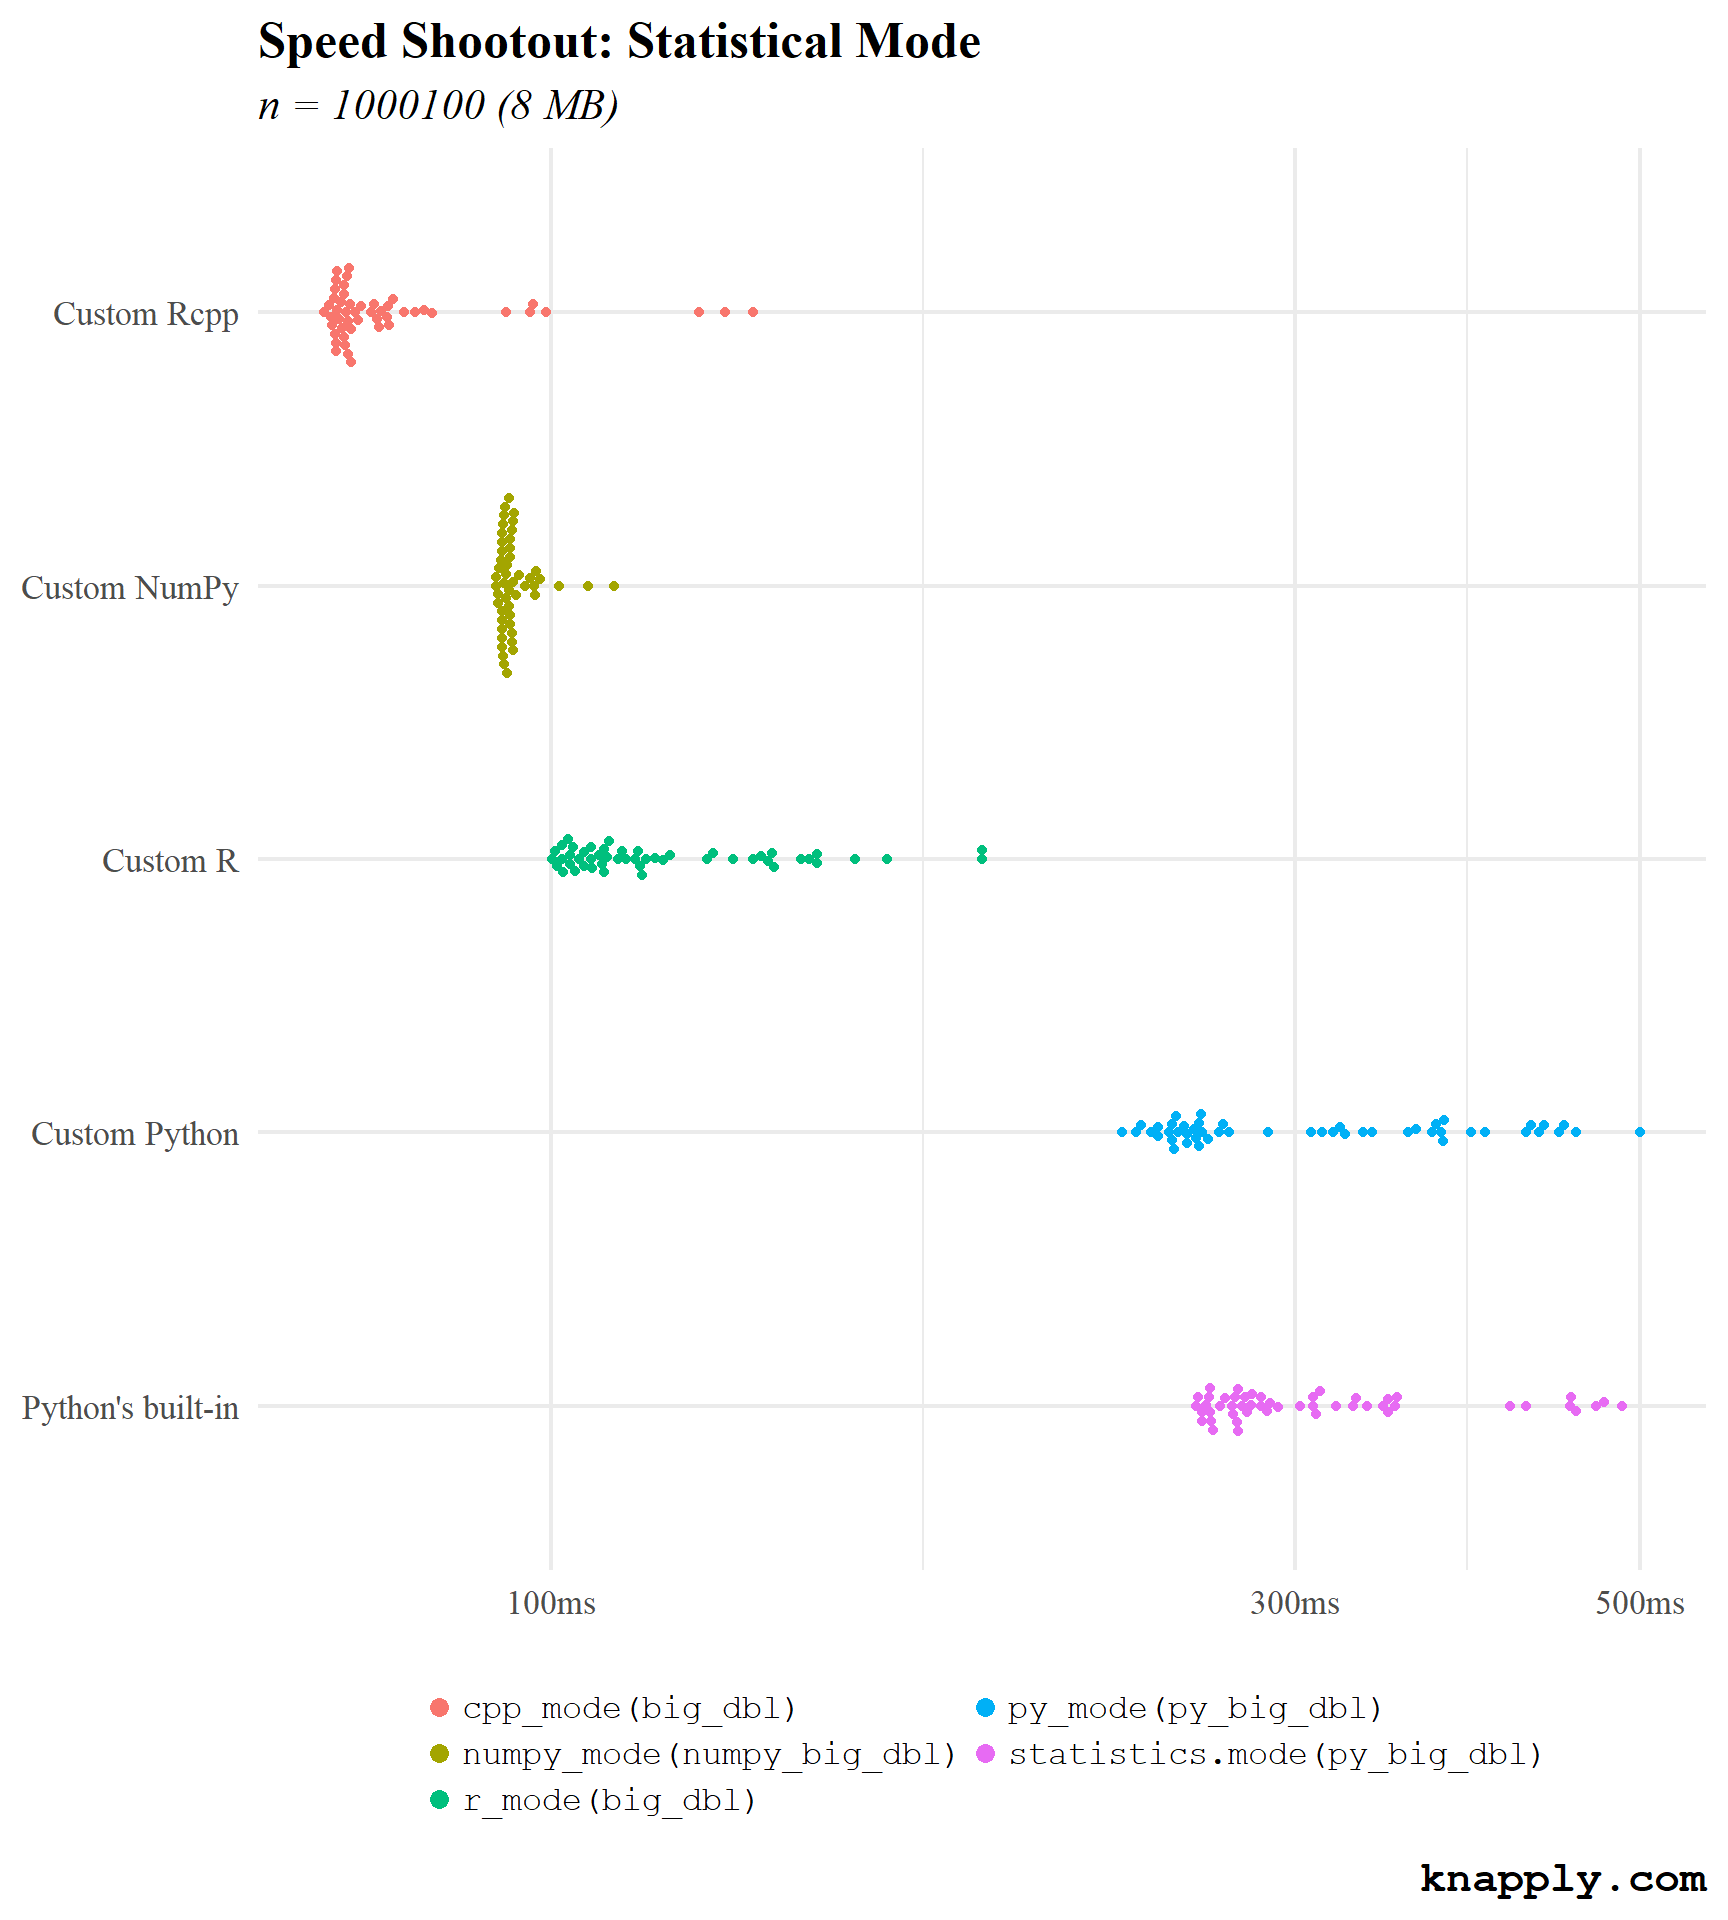 Speed Shootout: Statistical Mode
n = 1000100 (8 MB)
Custom Rcpp
Custom NumPy
Custom R
Custom Python
Python's built-in
100ms
300ms
500ms
cpp_mode(big_dbl)
numpy_mode(numpy_big_dbl)
r_mode(big_dbl)
py_mode(py_big_dbl)
statistics.mode(py_big_dbl)
knapply.com